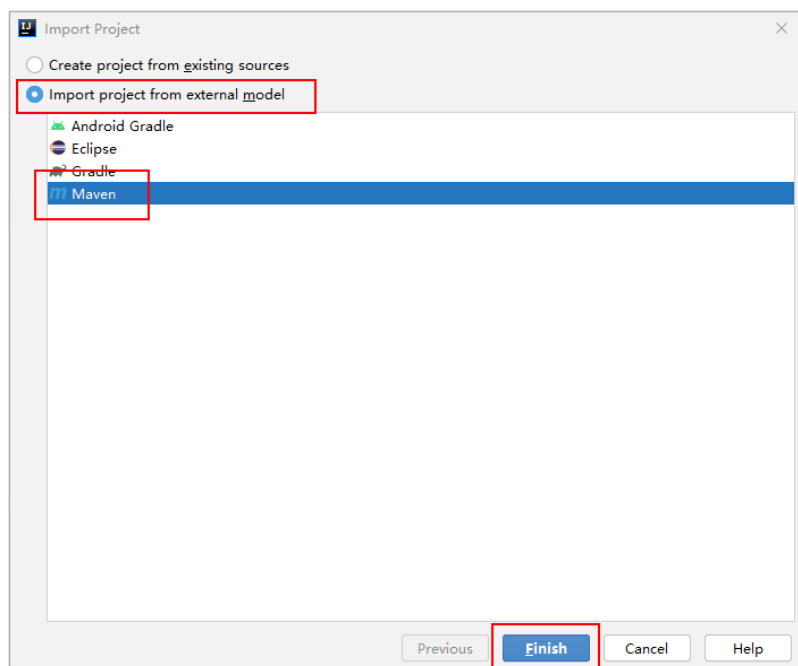 Import Project
Create project from existing sources
Import project from external model
Android Gradle
Eclipse
Gradle
Maven
Previous Finish Cancel Help